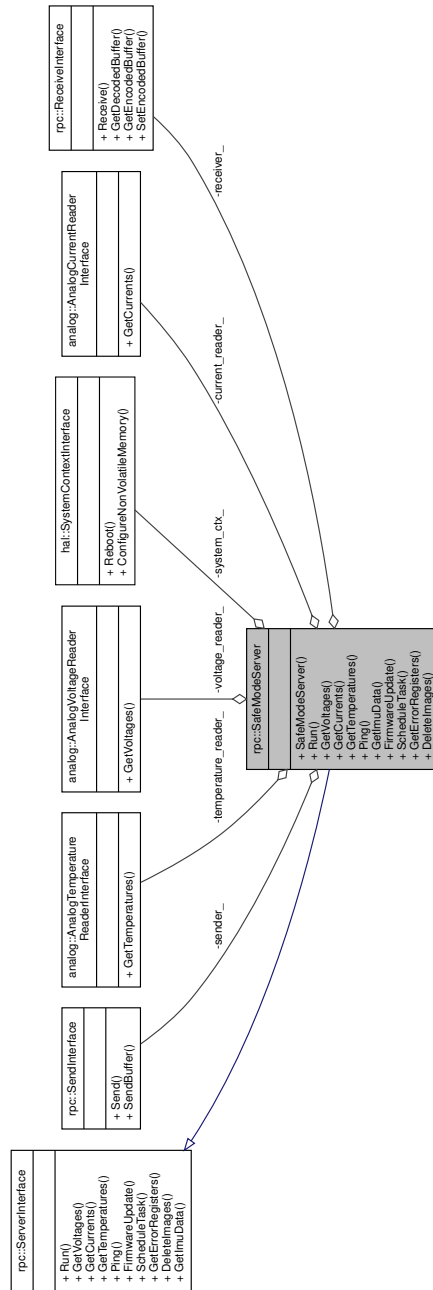 rpc::ServerInterface
+ Run()
+ GetVoltages()
+ GetCurrents()
+ GetTemperatures()
+ Ping()
+ FirmwareUpdate()
+ ScheduleTask()
+ GetErrorRegisters()
+ DeleteImages()
+ GetImuData()
rpc::SendInterface
+ Send()
+ SendBuffer()
analog::AnalogTemperature
ReaderInterface
+ GetTemperatures()
analog::AnalogVoltageReader
Interface
+ GetVoltages()
hal::SystemContextInterface
+ Reboot()
+ ConfigureNonVolatileMemory()
analog::AnalogCurrentReader
Interface
+ GetCurrents()
rpc::ReceiveInterface
+ Receive()
+ GetDecodedBuffer()
+ GetEncodedBuffer()
+ SetEncodedBuffer()
-sender_
-temperature_reader_
-voltage_reader_
-system_ctx_
-current_reader_
-receiver_
rpc::SafeModeServer
+ SafeModeServer()
+ Run()
+ GetVoltages()
+ GetCurrents()
+ GetTemperatures()
+ Ping()
+ GetImuData()
+ FirmwareUpdate()
+ ScheduleTask()
+ GetErrorRegisters()
+ DeleteImages()